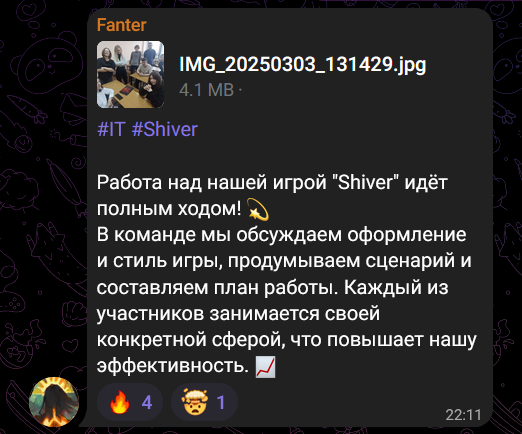 Fanter
IMG_20250303_131429.jpg
4.1 MB ·
#IT #Shiver
Работа над нашей игрой "Shiver" идёт
полным ходом! 💫
В команде мы обсуждаем оформление
и стиль игры, продумываем сценарий и
составляем план работы. Каждый из
участников занимается своей
конкретной сферой, что повышает нашу
эффективность. 📈
🔥 4 🤯 1
22:11